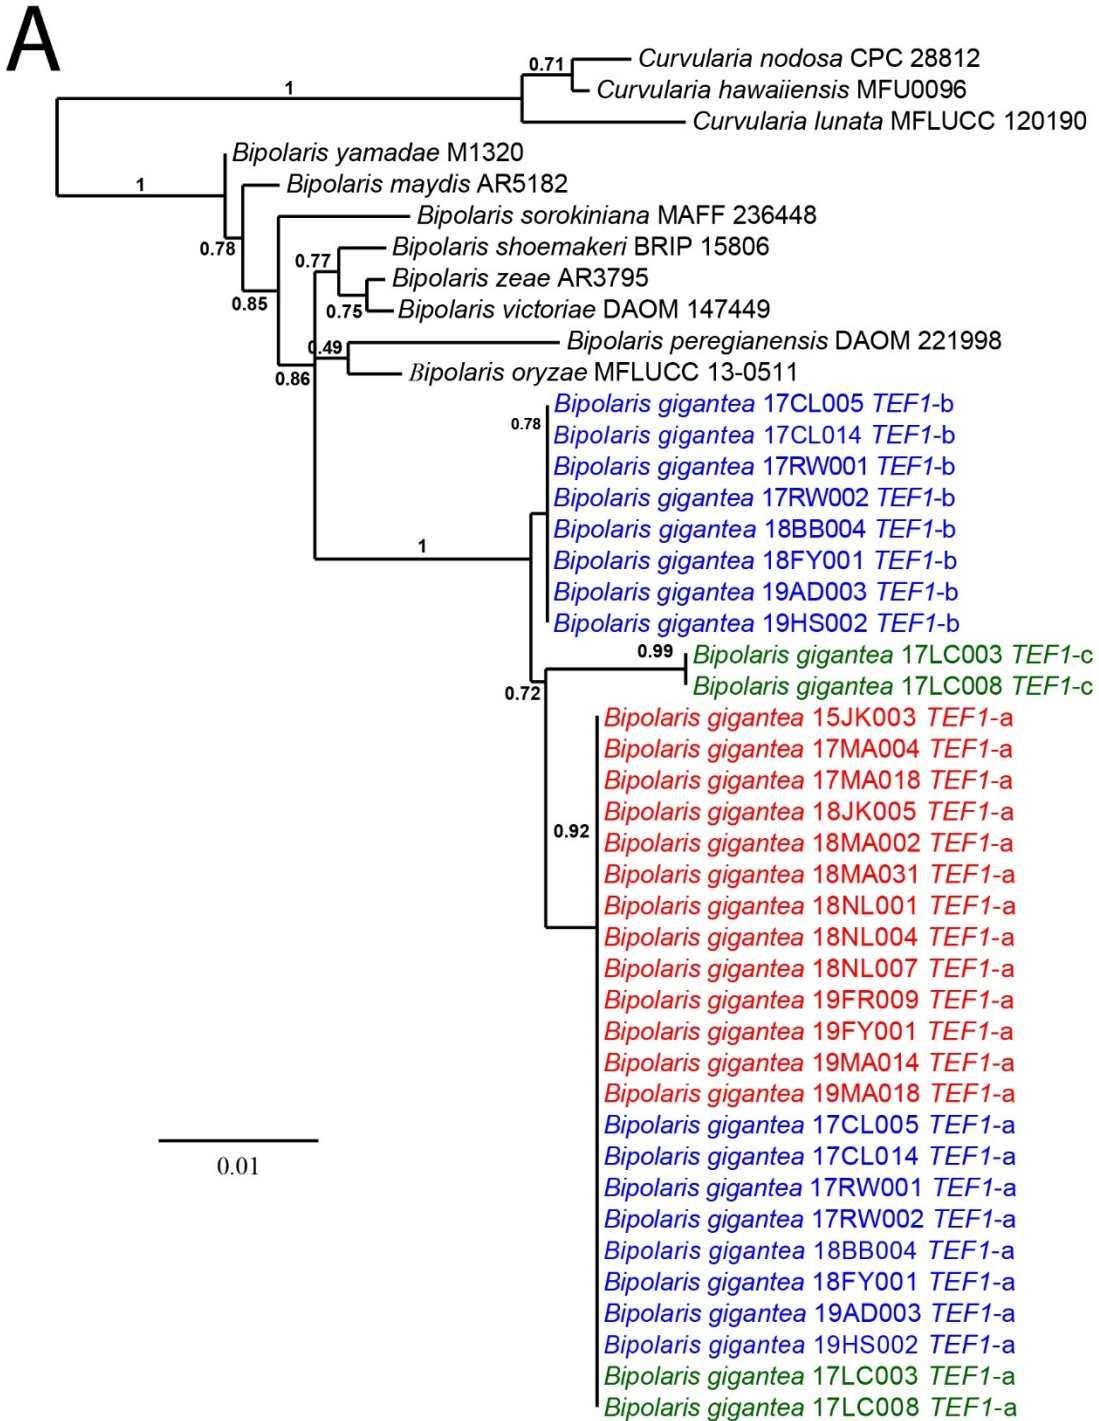 A
Curvularia nodosa CPC 28812
0.71
Curvularia hawaiiensis MFU0096
1
Curvularia lunata MFLUCC 120190
Bipolaris yamadae M1320
1
Bipolaris maydis AR5182
Bipolaris sorokiniana MAFF 236448
0.78
Bipolaris shoemakeri BRIP 15806
0.77
Bipolaris zeae AR3795
0.85
0.75
Bipolaris victoriae DAOM 147449
Bipolaris peregianensis DAOM 221998
0.49
0.86
Bipolaris oryzae MFLUCC 13-0511
Bipolaris gigantea 17CL005 TEF1-b
0.78
Bipolaris gigantea 17CL014 TEF1-b
Bipolaris gigantea 17RW001 TEF1-b
Bipolaris gigantea 17RW002 TEF1-b
Bipolaris gigantea 18BB004 TEF1-b
1
Bipolaris gigantea 18FY001 TEF1-b
Bipolaris gigantea 19AD003 TEF1-b
Bipolaris gigantea 19HS002 TEF1-b
0.99
Bipolaris gigantea 17LC003 TEF1-c
0.72
Bipolaris gigantea 17LC008 TEF1-c
Bipolaris gigantea 15JK003 TEF1-a
Bipolaris gigantea 17MA004 TEF1-a
Bipolaris gigantea 17MA018 TEF1-a
Bipolaris gigantea 18JK005 TEF1-a
0.92
Bipolaris gigantea 18MA002 TEF1-a
Bipolaris gigantea 18MA031 TEF1-a
Bipolaris gigantea 18NL001 TEF1-a
Bipolaris gigantea 18NL004 TEF1-a
Bipolaris gigantea 18NL007 TEF1-a
Bipolaris gigantea 19FR009 TEF1-a
Bipolaris gigantea 19FY001 TEF1-a
Bipolaris gigantea 19MA014 TEF1-a
Bipolaris gigantea 19MA018 TEF1-a
Bipolaris gigantea 17CL005 TEF1-a
Bipolaris gigantea 17CL014 TEF1-a
0.01
Bipolaris gigantea 17RW001 TEF1-a
Bipolaris gigantea 17RW002 TEF1-a
Bipolaris gigantea 18BB004 TEF1-a
Bipolaris gigantea 18FY001 TEF1-a
Bipolaris gigantea 19AD003 TEF1-a
Bipolaris gigantea 19HS002 TEF1-a
Bipolaris gigantea 17LC003 TEF1-a
Bipolaris gigantea 17LC008 TEF1-a